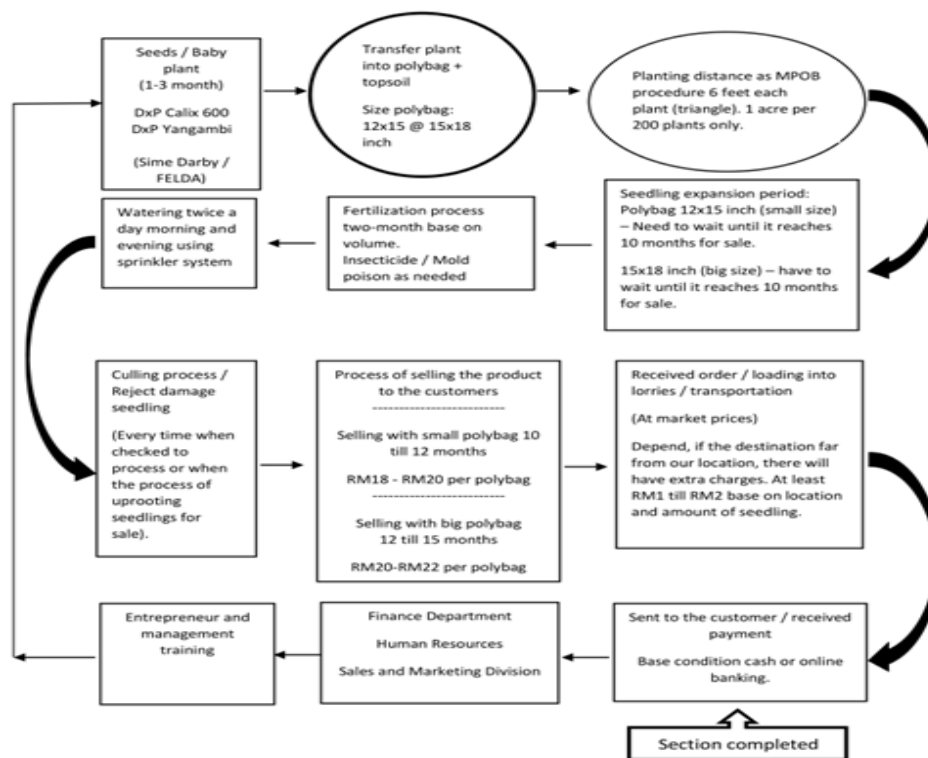 Seeds / Baby
plant
(1-3 month)
DxP Calix 600
DxP Yangambi
(Sime Darby /
FELDA)
Transfer plant
into polybag +
topsoil
Size polybag:
12x15 @ 15x18
inch
Planting distance as MPOB
procedure 6 feet each
plant (triangle). 1 acre per
200 plants only.
Seedling expansion period:
Polybag 12x15 inch (small size)
– Need to wait until it reaches
10 months for sale.
15x18 inch (big size) – have to
wait until it reaches 10 months
for sale.
Fertilization process
two-month base on
volume.
Insecticide / Mold
poison as needed
Watering twice a
day morning and
evening using
sprinkler system
Culling process /
Reject damage
seedling
(Every time when
checked to
process or when
the process of
uprooting
seedlings for
sale).
Process of selling the product
to the customers
-------------------------
Selling with small polybag 10
till 12 months
RM18 - RM20 per polybag
-------------------------
Selling with big polybag
12 till 15 months
RM20-RM22 per polybag
Received order / loading into
lorries / transportation
(At market prices)
Depend, if the destination far
from our location, there will
have extra charges. At least
RM1 till RM2 base on location
and amount of seedling.
Sent to the customer / received
payment
Base condition cash or online
banking.
Finance Department
Human Resources
Sales and Marketing Division
Entrepreneur and
management
training
Section completed